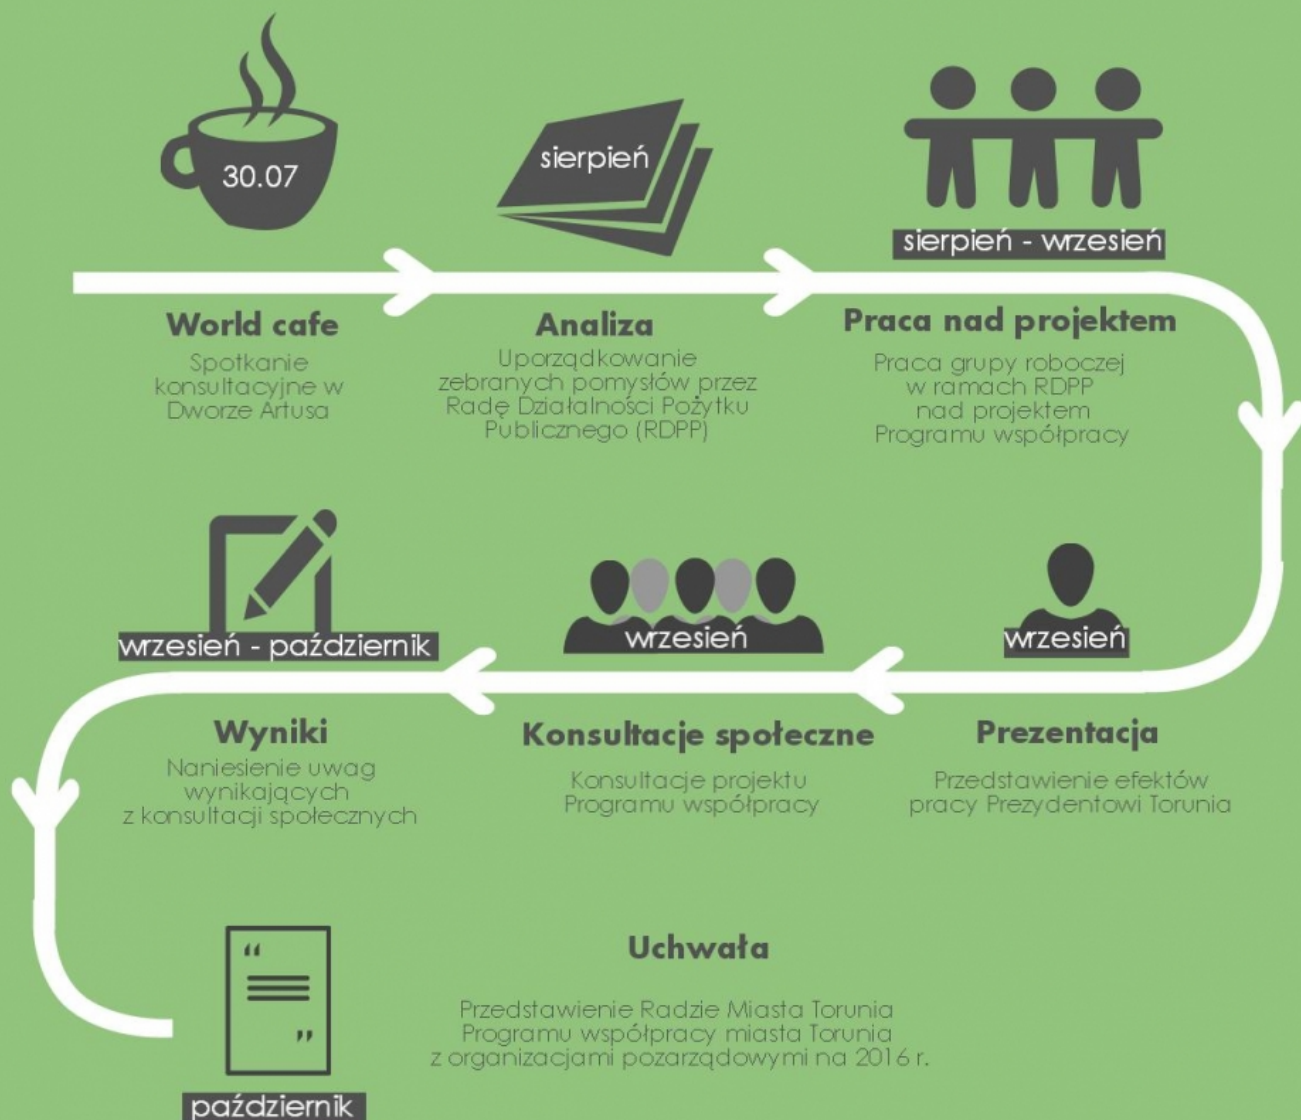 30.07
World cafe
Spotkanie
konsultacyjne w
Dworze Artusa
sierpień
Analiza
Uporządkowanie
zebranych pomysłów przez
Radę Działalności Pożytku
Publicznego (RDPP)
sierpień - wrzesień
Praca nad projektem
Praca grupy roboczej
w ramach RDPP
nad projektem
Programu współpracy
wrzesień
Prezentacja
Przedstawienie efektów
pracy Prezydentowi Torunia
wrzesień
Konsultacje społeczne
Konsultacje projektu
Programu współpracy
wrzesień - październik
Wyniki
Naniesienie uwag
wynikających
z konsultacji społecznych
październik
Uchwała
Przedstawienie Radzie Miasta Torunia
Programu współpracy miasta Torunia
z organizacjami pozarządowymi na 2016 r.